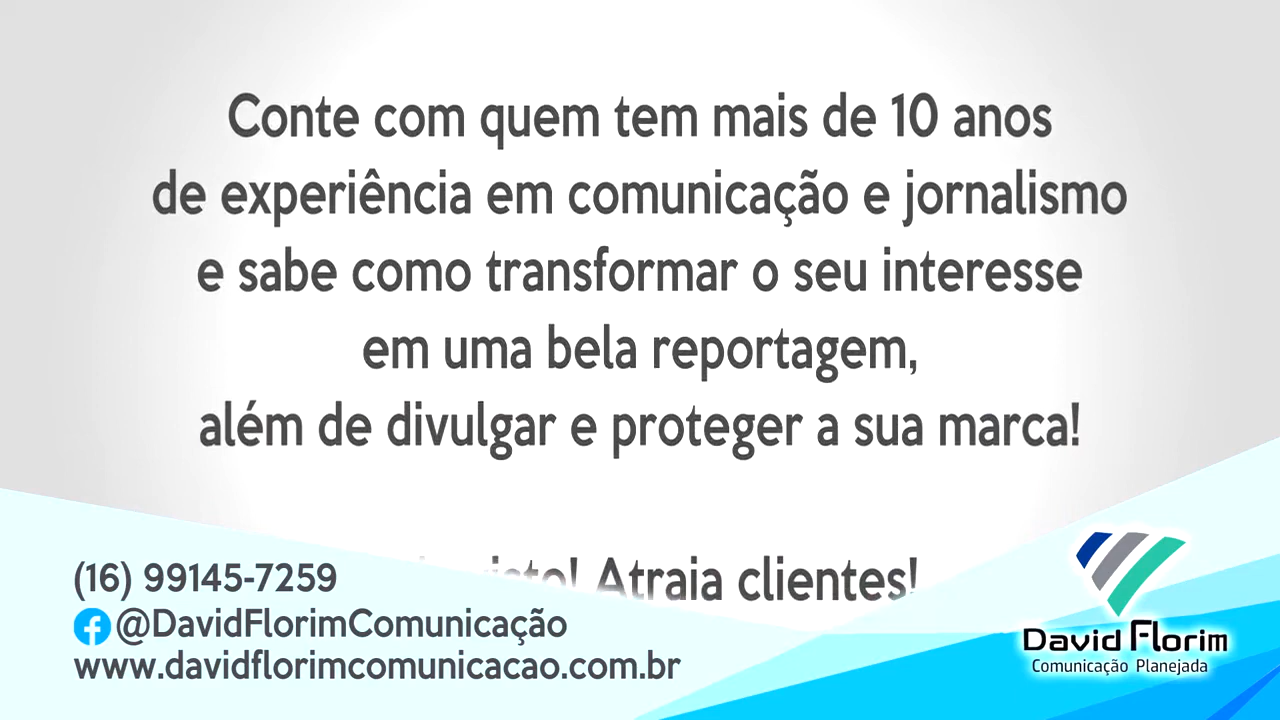 Conte com quem tem mais de 10 anos
de experiência em comunicação e jornalismo
e sabe como transformar o seu interesse
em uma bela reportagem,
além de divulgar e proteger a sua marca!
Atraia clientes!
(16) 99145-7259
@DavidFlorimComunicação
www.davidflorimcomunicacao.com.br
David Florim
Comunicação Planejada